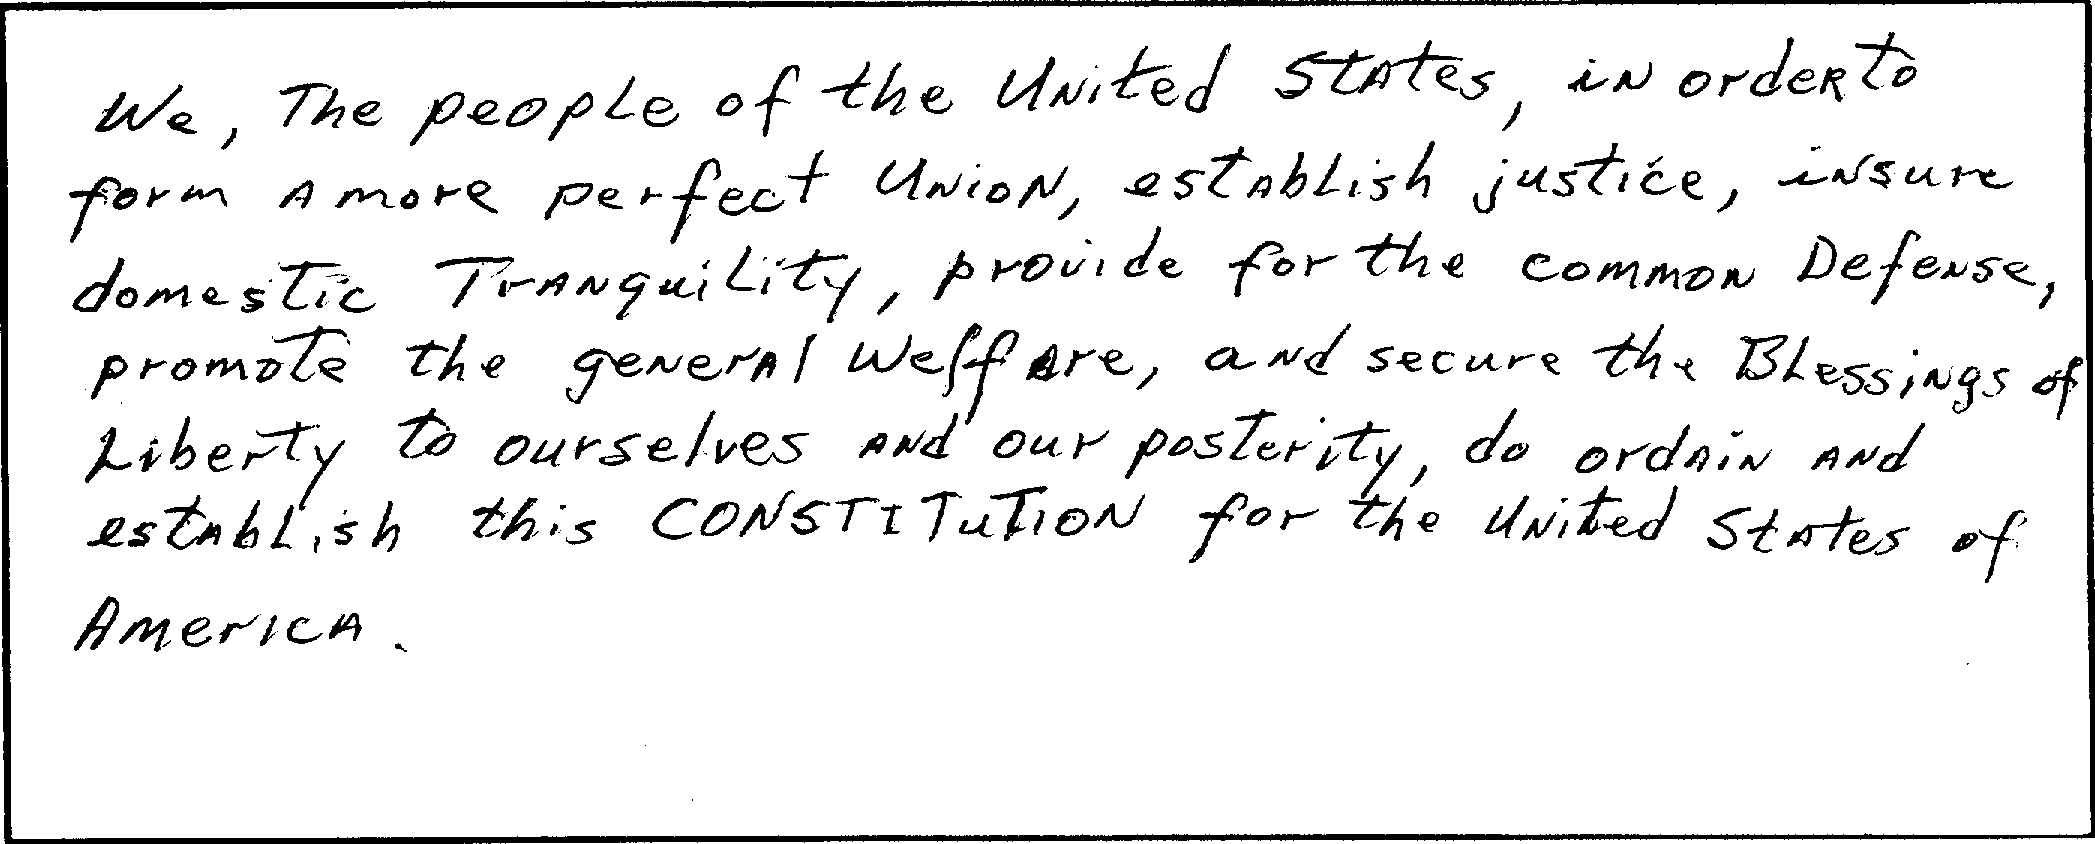 We, The people of the United States, in order to
form a more perfect Union, establish justice, insure
domestic Tranquility, provide for the common Defense,
promote the general Welfare, and secure the Blessings of
Liberty to ourselves and our posterity, do ordain and
establish this CONSTITuTION for the United States of
America.